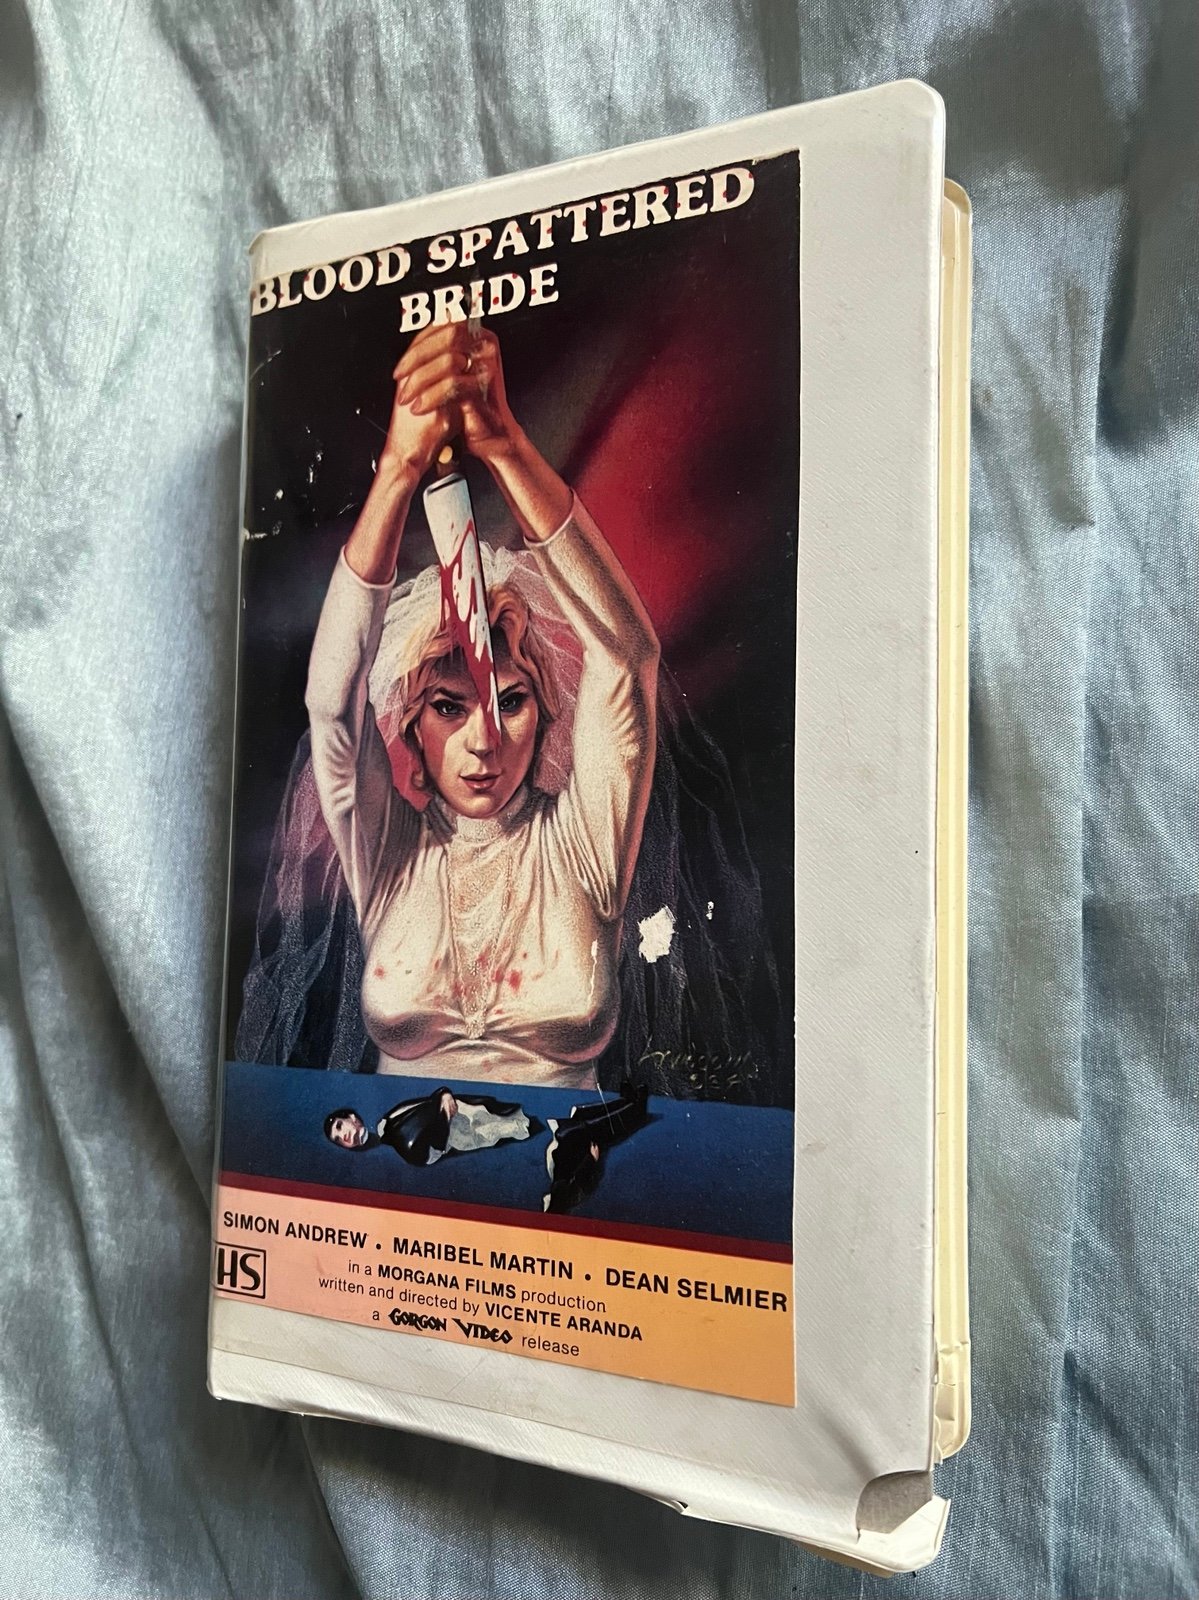 BLOOD SPATTERED
BRIDE
SIMON ANDREW • MARIBEL MARTIN • DEAN SELMIER
in a MORGANA FILMS production
written and directed by VICENTE ARANDA
a GORGON VIDEO release
HS